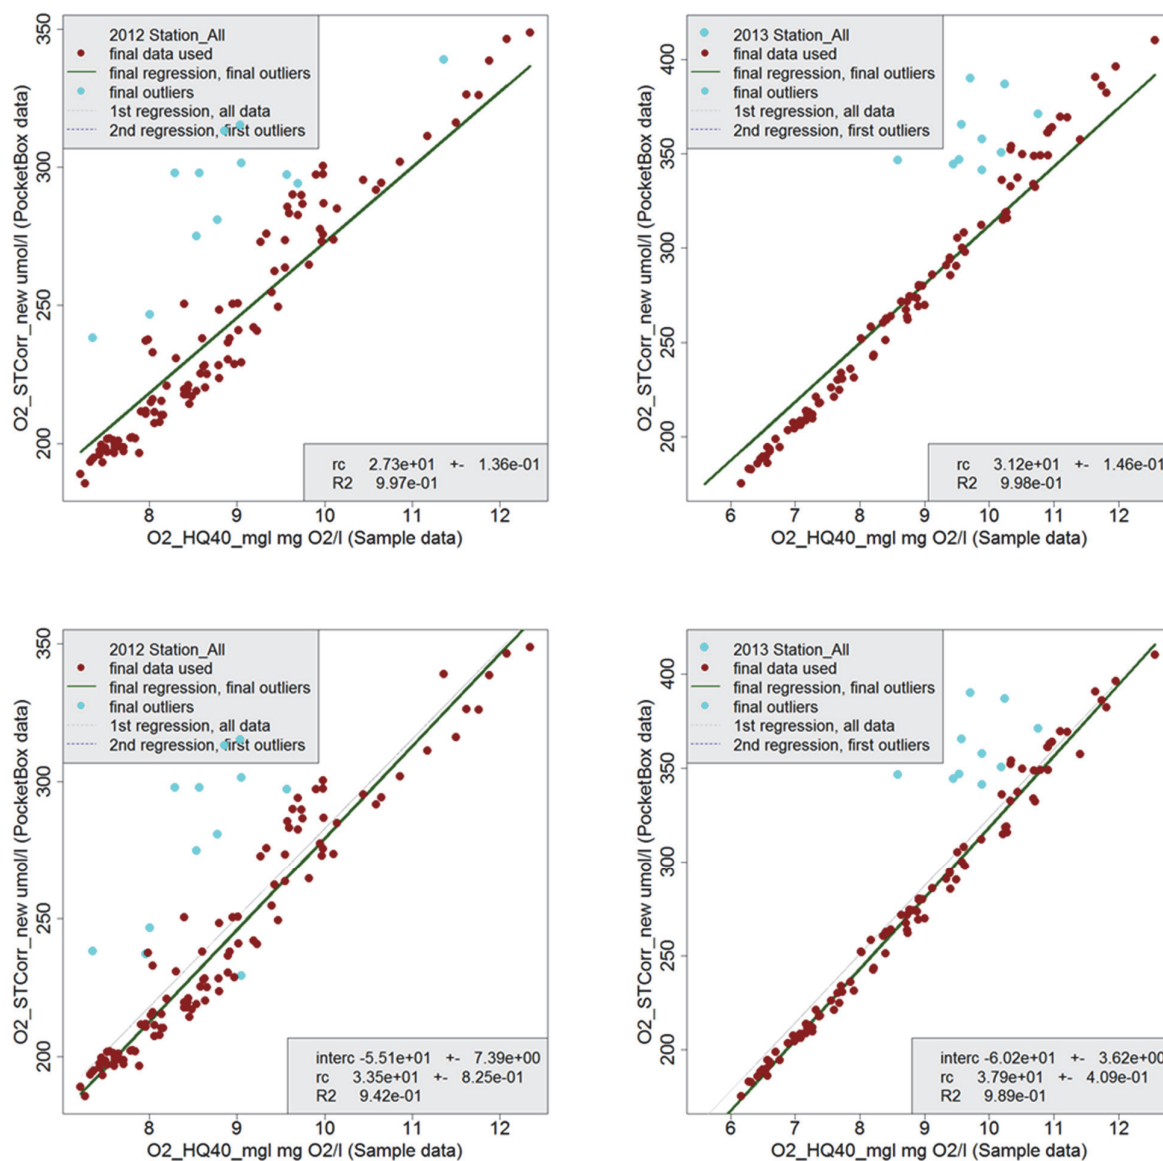 2012 Station_All
final data used
final regression, final outliers
final outliers
1st regression, all data
2nd regression, first outliers
350
300
250
200
O2_STCorr_new umol/l (PocketBox data)
rc 2.73e+01 +- 1.36e-01
R2 9.97e-01
8 9 10 11 12
O2_HQ40_mgl mg O2/l (Sample data)
2013 Station_All
final data used
final regression, final outliers
final outliers
1st regression, all data
2nd regression, first outliers
400
350
300
250
200
O2_STCorr_new umol/l (PocketBox data)
rc 3.12e+01 +- 1.46e-01
R2 9.98e-01
6 7 8 9 10 11 12
O2_HQ40_mgl mg O2/l (Sample data)
2012 Station_All
final data used
final regression, final outliers
final outliers
1st regression, all data
2nd regression, first outliers
350
300
250
200
O2_STCorr_new umol/l (PocketBox data)
interc -5.51e+01 +- 7.39e+00
rc 3.35e+01 +- 8.25e-01
R2 9.42e-01
8 9 10 11 12
O2_HQ40_mgl mg O2/l (Sample data)
2013 Station_All
final data used
final regression, final outliers
final outliers
1st regression, all data
2nd regression, first outliers
400
350
300
250
200
O2_STCorr_new umol/l (PocketBox data)
interc -6.02e+01 +- 3.62e+00
rc 3.79e+01 +- 4.09e-01
R2 9.89e-01
6 7 8 9 10 11 12
O2_HQ40_mgl mg O2/l (Sample data)